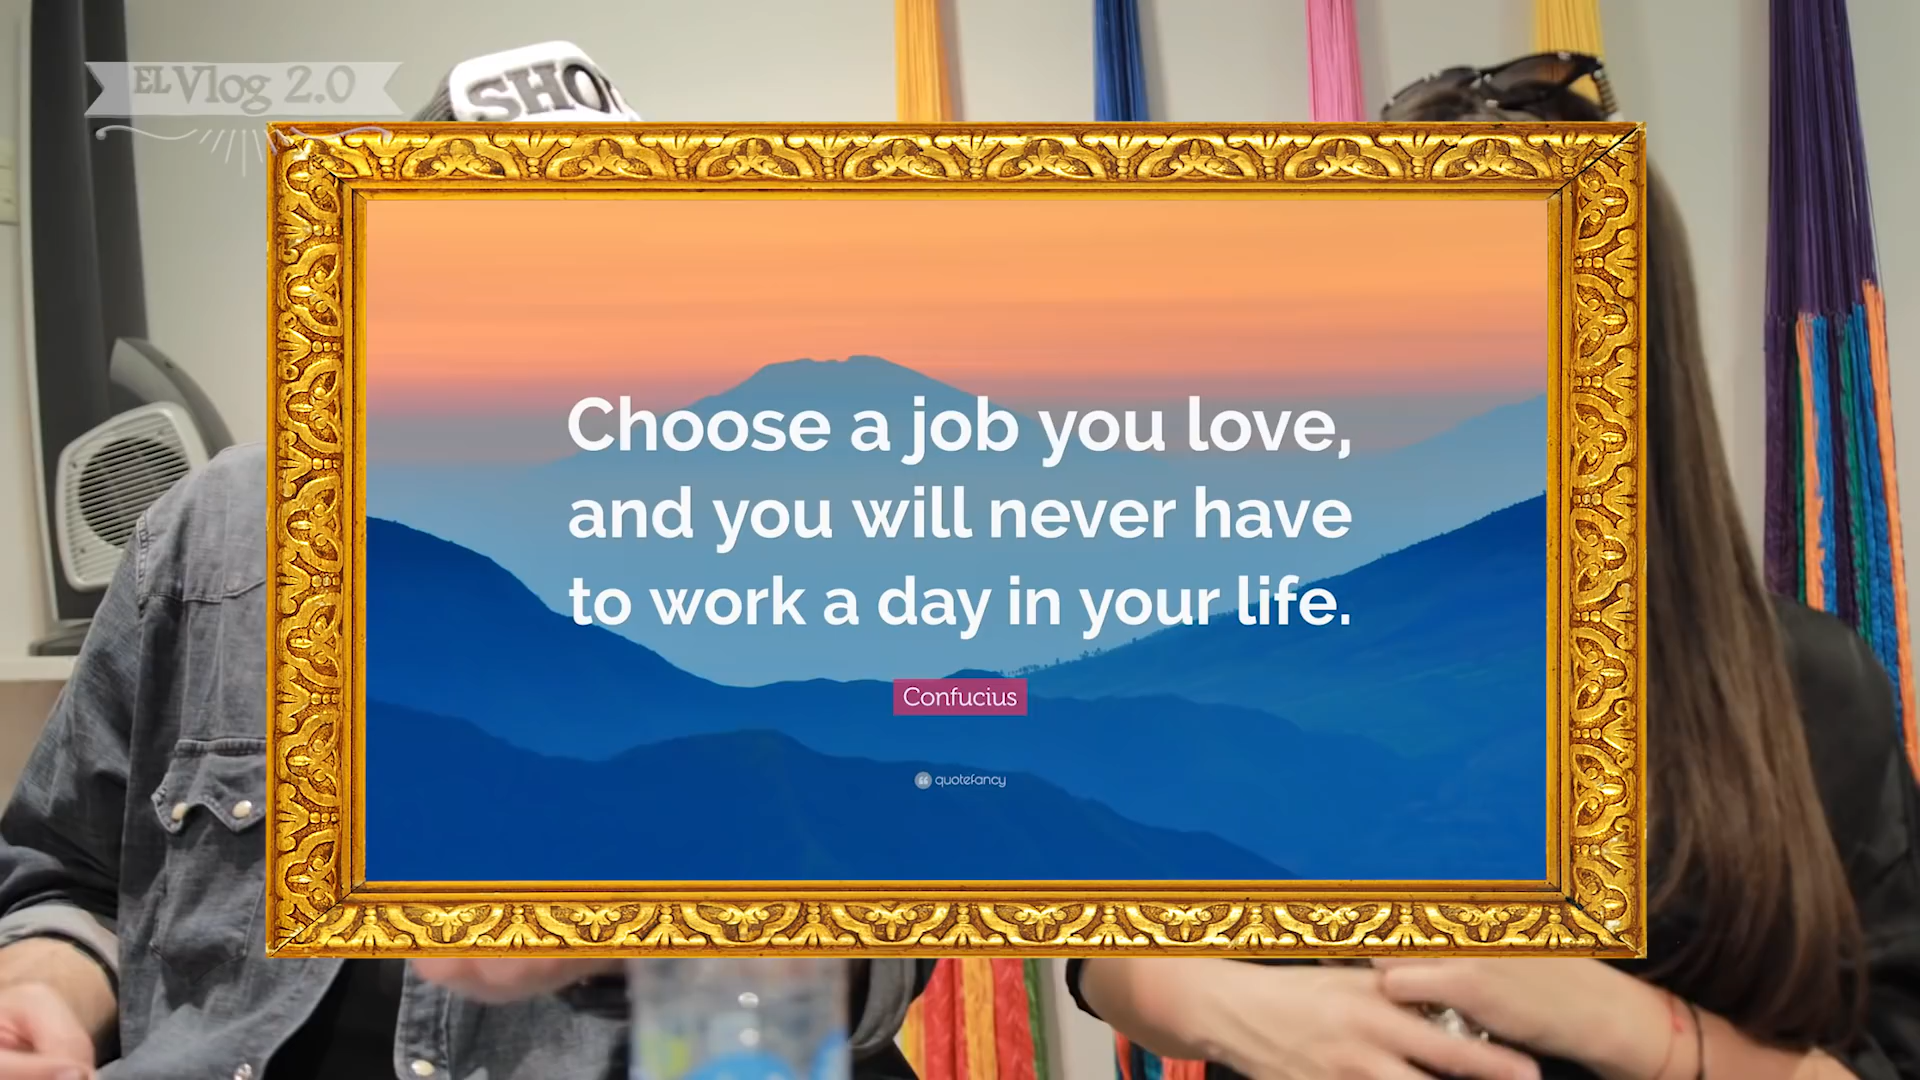 EL Vlog 2.0
SHO
Choose a job you love,
and you will never have
to work a day in your life.
Confucius
quotefancy